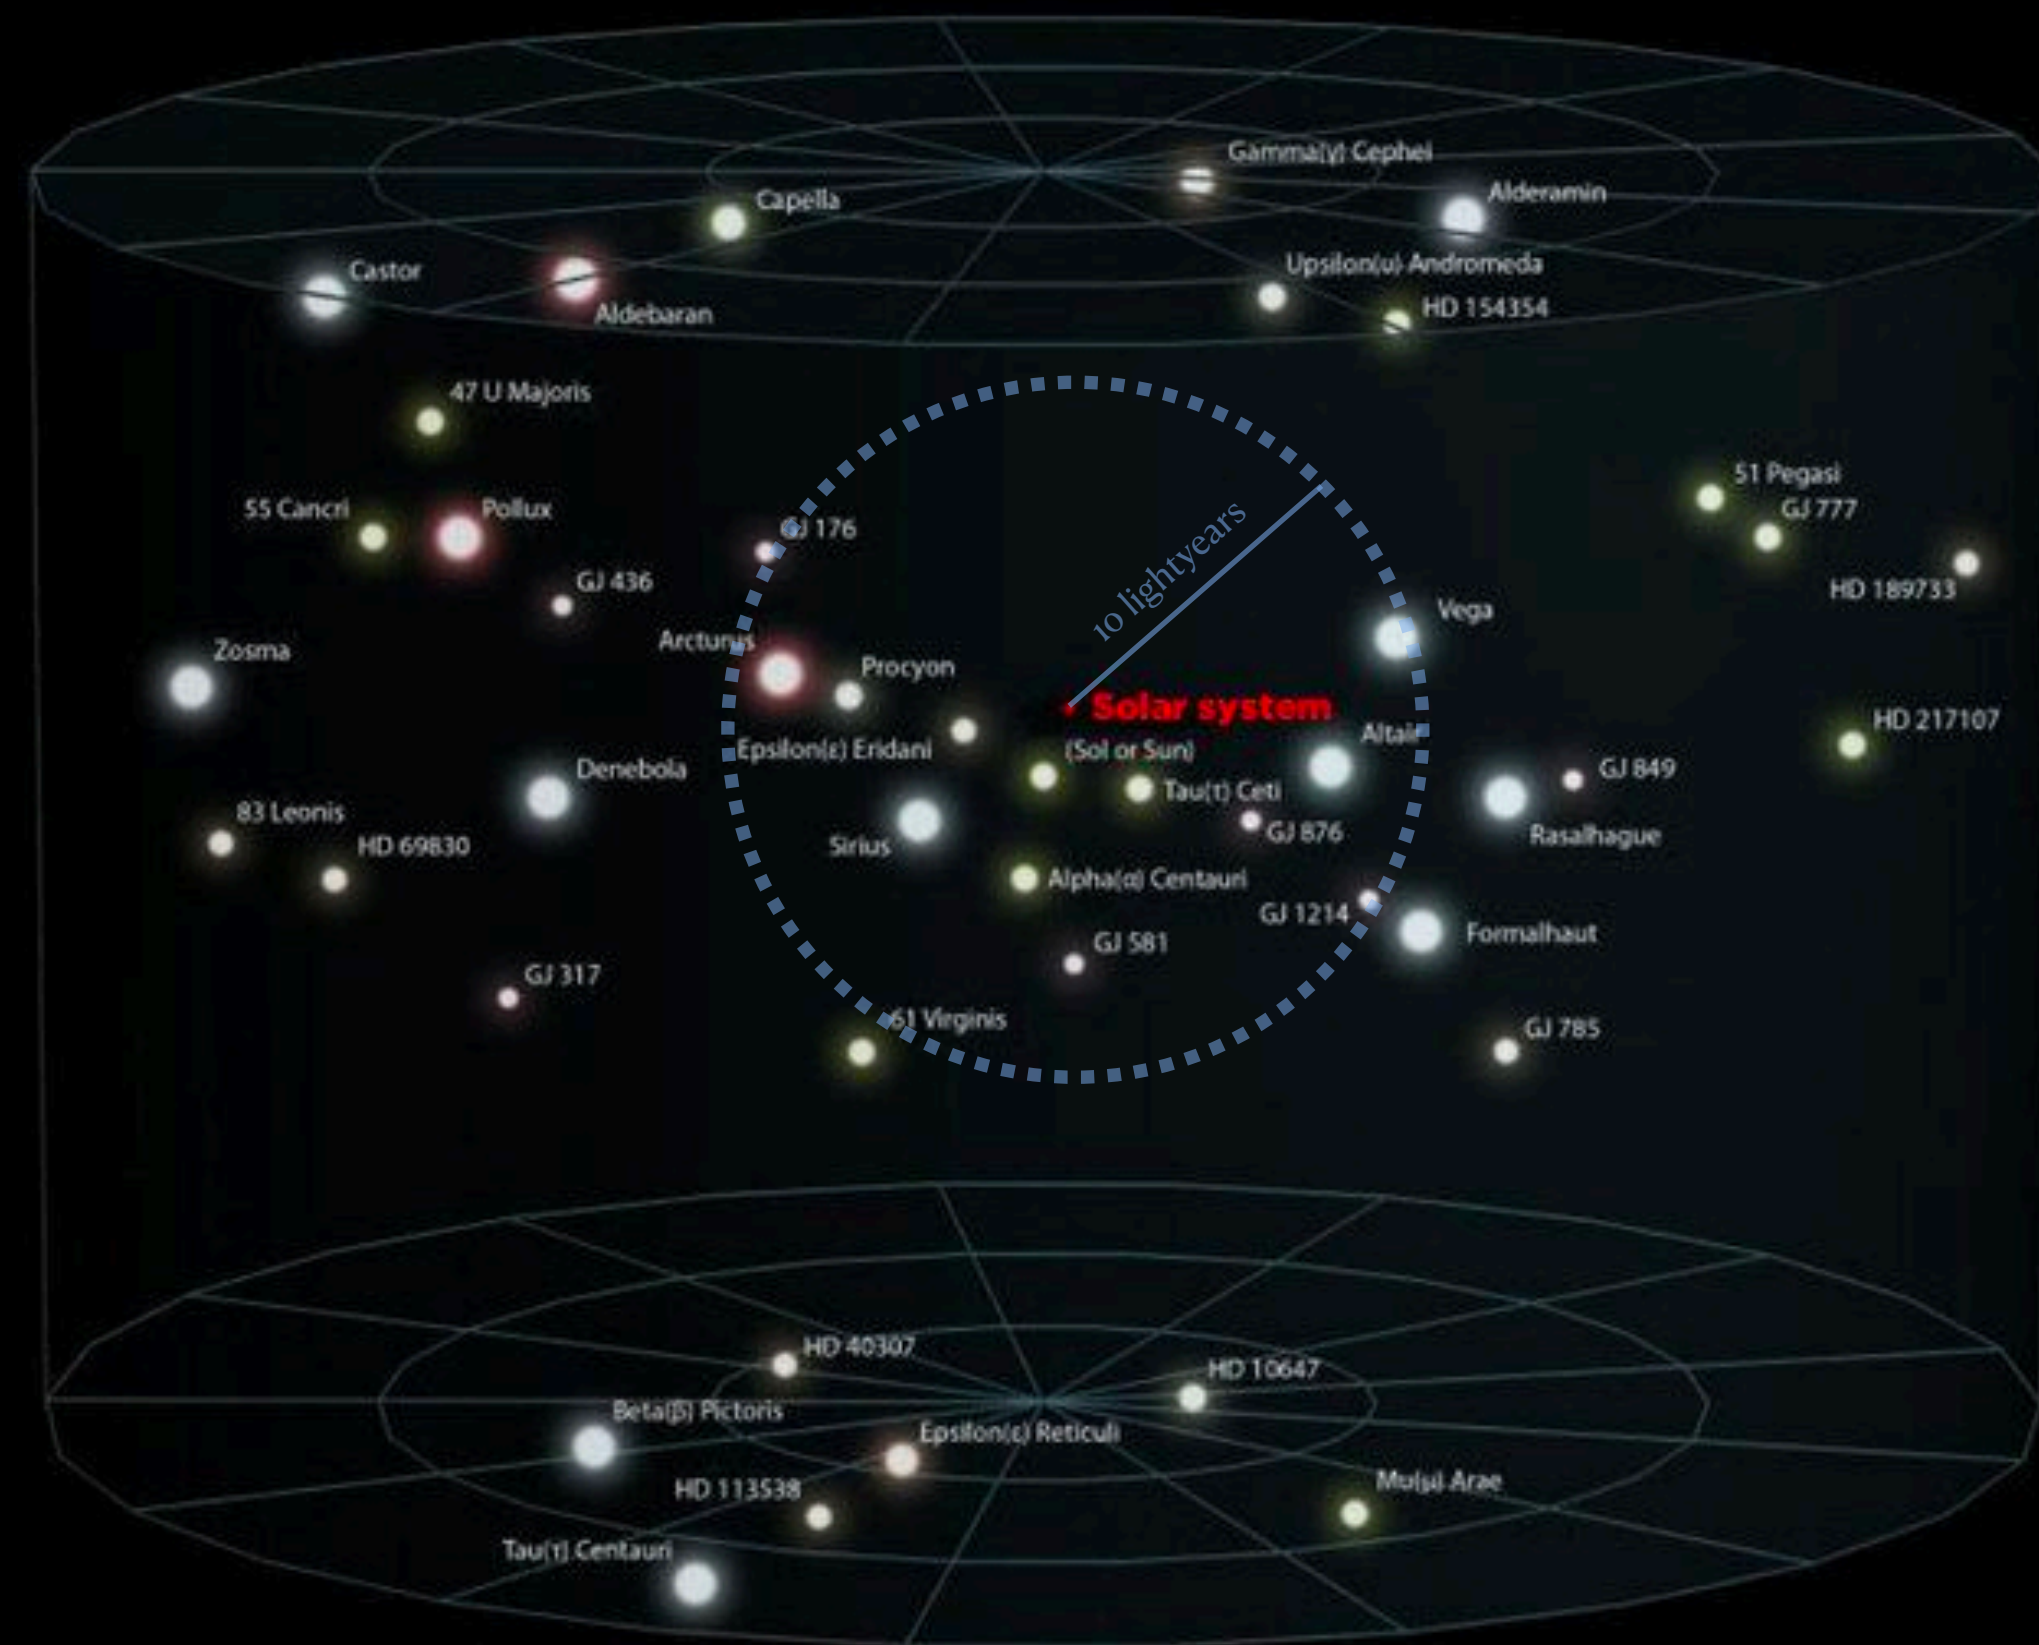 Gamma(γ) Cephei
Alderamin
Capella
Upsilon(υ) Andromeda
Castor
HD 154354
Aldebaran
47 U Majoris
51 Pegasi
55 Cancri
Pollux
GJ 777
GJ 176
10 lightyears
GJ 436
HD 189733
Vega
Arcturus
Zosma
Procyon
Solar system
HD 217107
Altair
Epsilon(ε) Eridani
(Sol or Sun)
Denebola
GJ 849
Tau(τ) Ceti
83 Leonis
GJ 876
Rasalhague
HD 69830
Sirius
Alpha(α) Centauri
GJ 1214
Formalhaut
GJ 581
GJ 317
61 Virginis
GJ 785
HD 40307
HD 10647
Beta(β) Pictoris
Epsilon(ε) Reticuli
Mu(μ) Arae
HD 113538
Tau(τ) Centauri